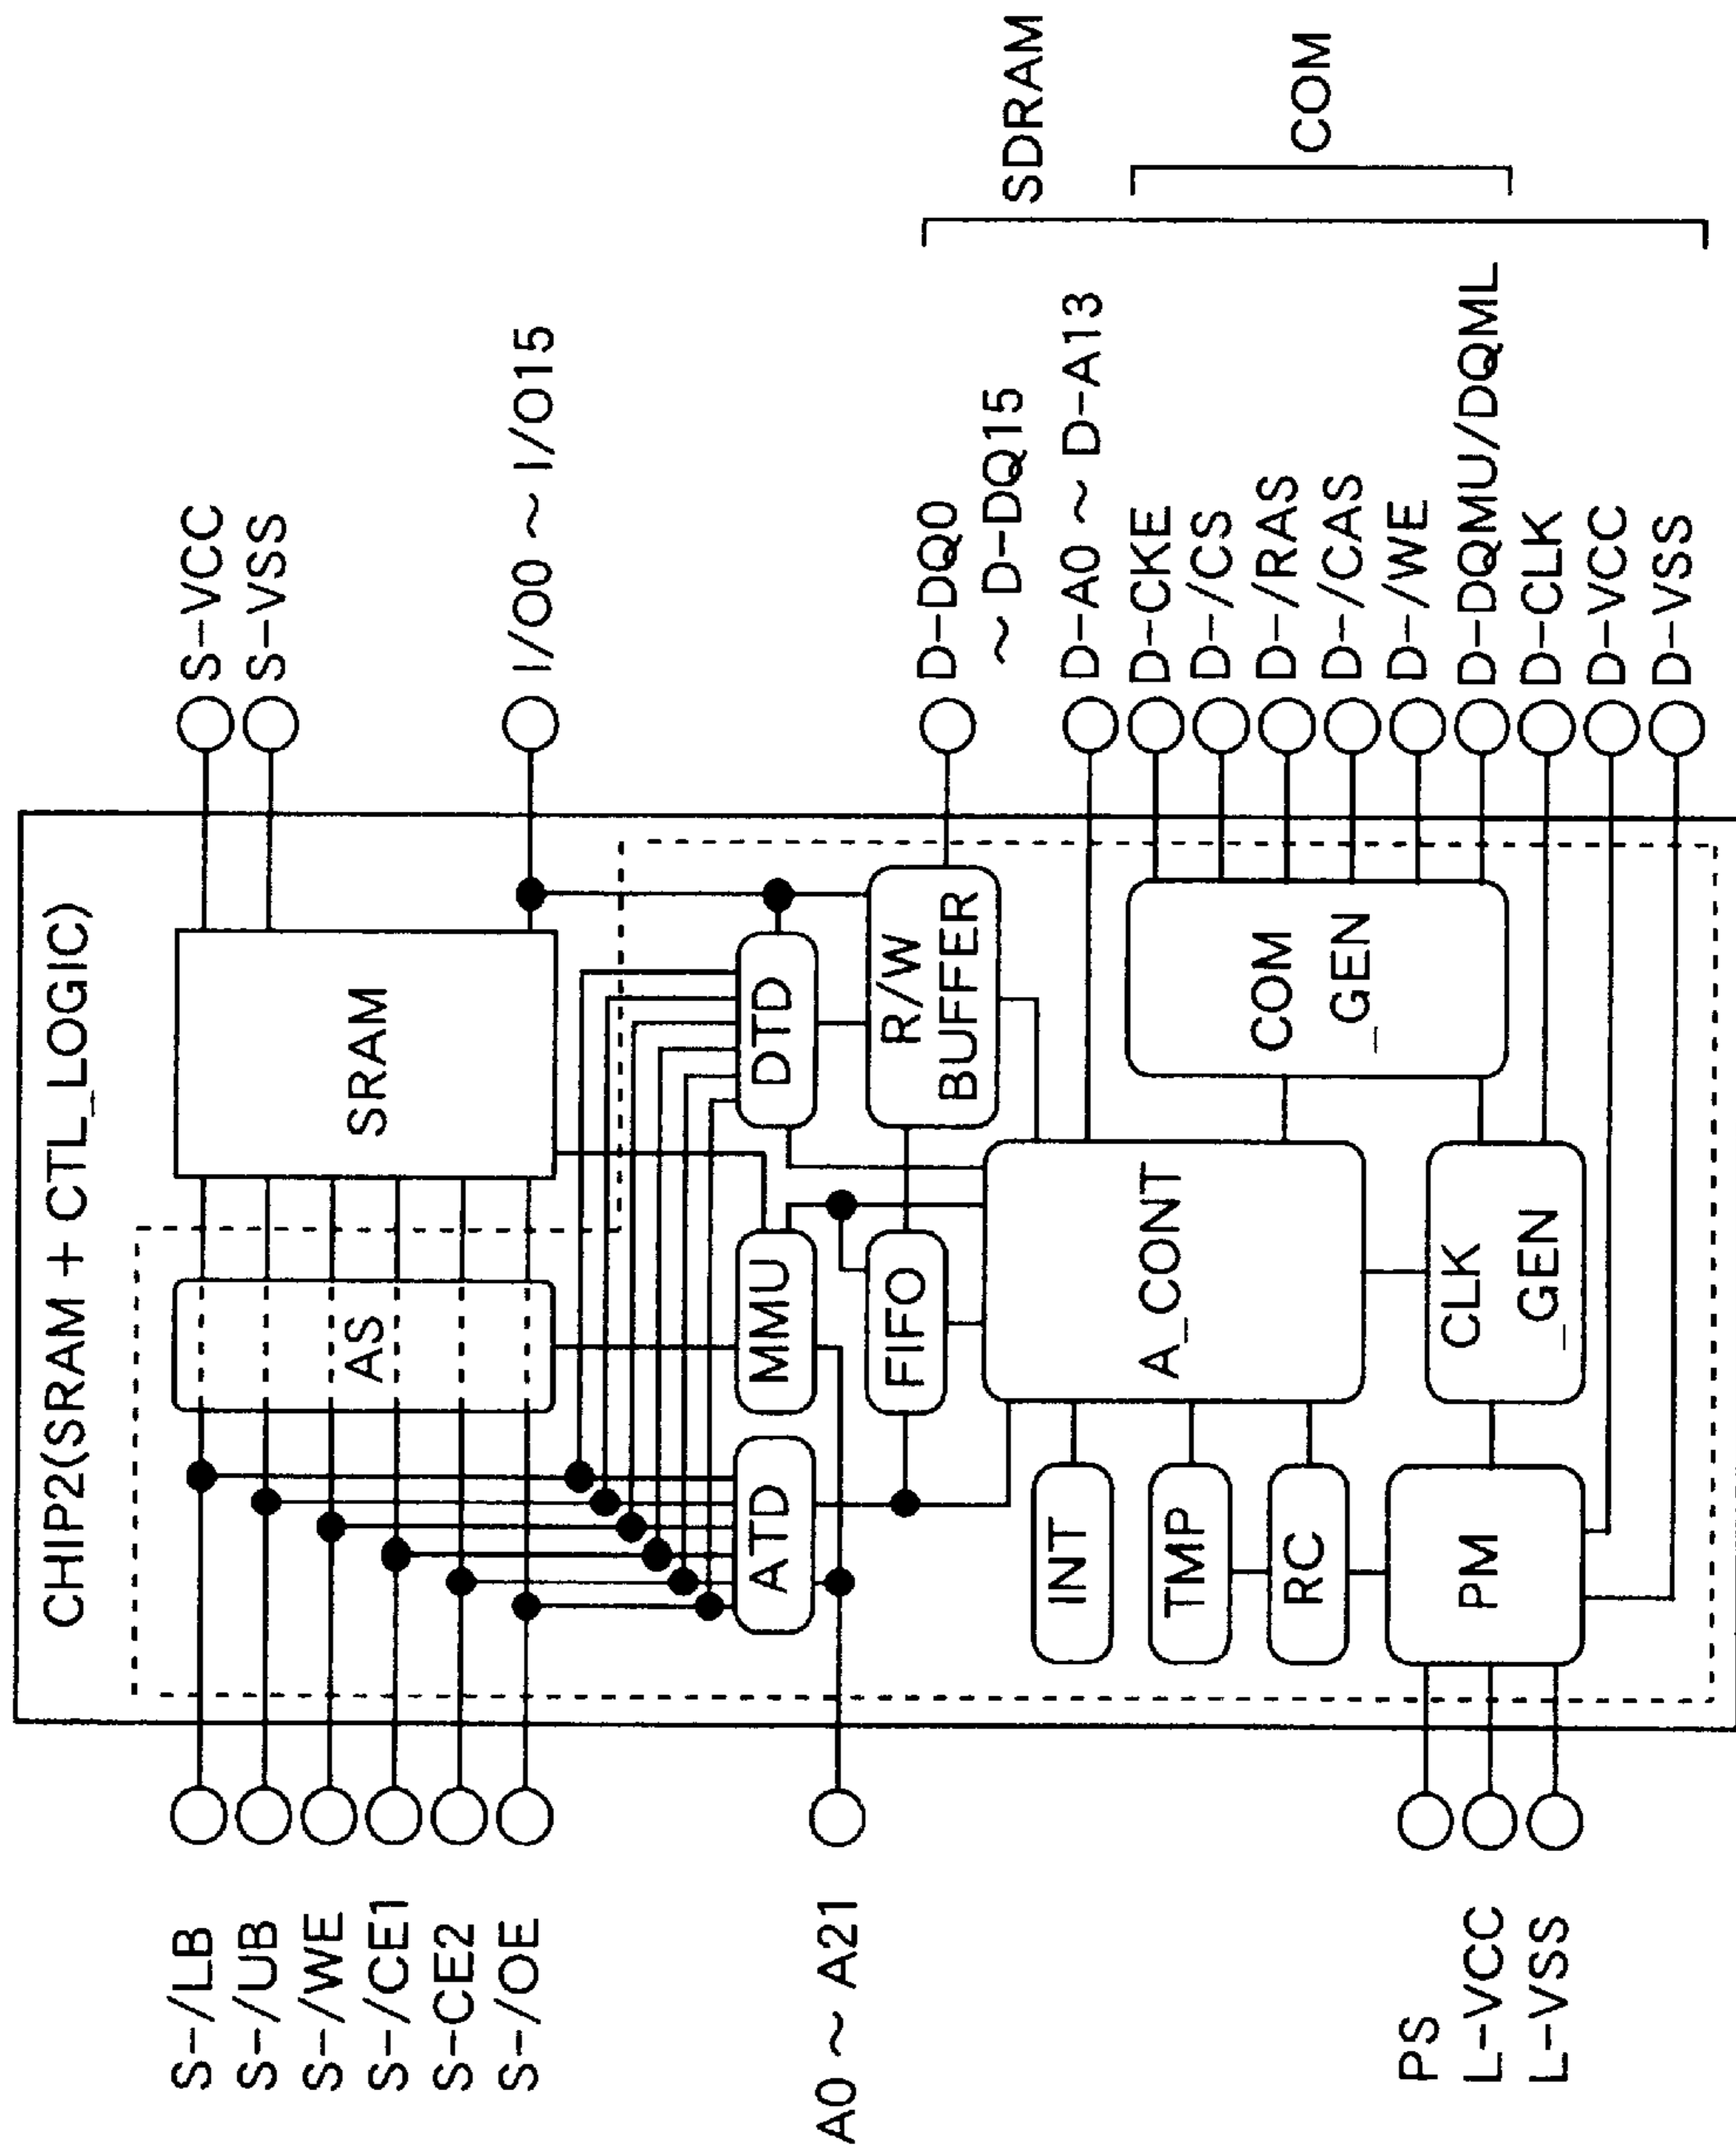 CHIP2(SRAM + CTL_LOGIC)
S-/LB
S-/UB
S-/WE
S-/CE1
S-CE2
S-/OE
A0 ~ A21
PS
L-VCC
L-VSS
AS
SRAM
ATD
MMU
DTD
FIFO
R/W
BUFFER
INT
TMP
RC
PM
A_CONT
CLK
_GEN
COM
_GEN
S-VCC
S-VSS
I/O0 ~ I/O15
D-DQ0
~ D-DQ15
D-A0 ~ D-A13
D-CKE
D-/CS
D-/RAS
D-/CAS
D-/WE
D-DQMU/DQML
D-CLK
D-VCC
D-VSS
SDRAM
COM